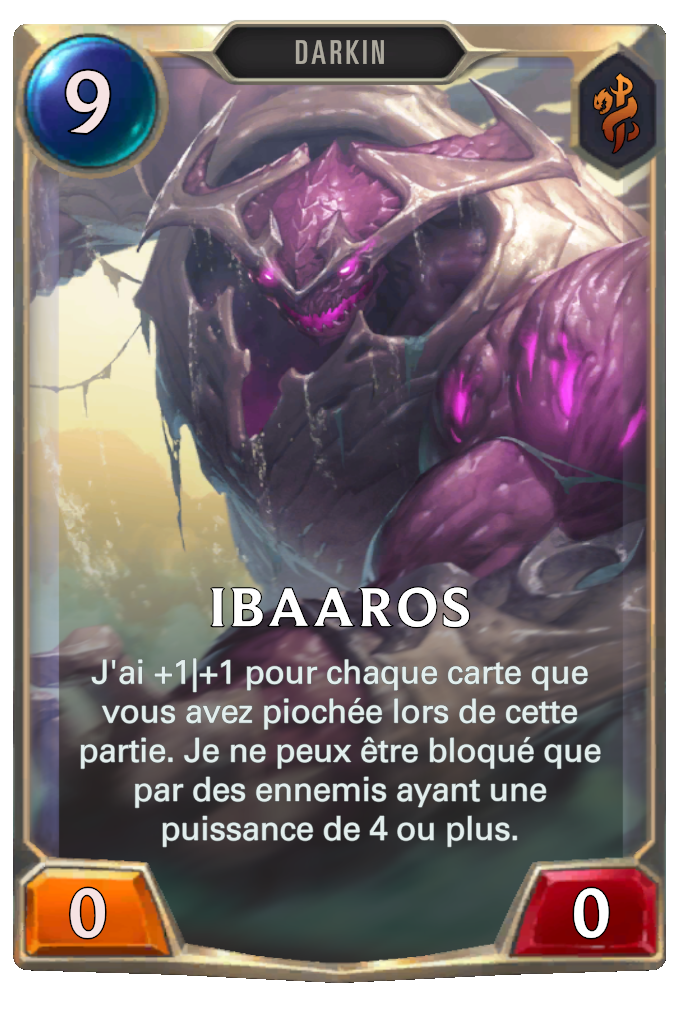 DARKIN
9
IBAAROS
J'ai +1|+1 pour chaque carte que
vous avez piochée lors de cette
partie. Je ne peux être bloqué que
par des ennemis ayant une
puissance de 4 ou plus.
0
0